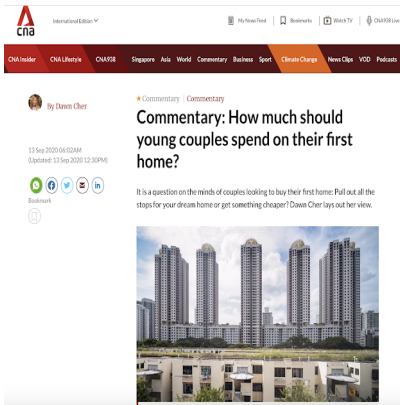 cna
International Edition
My News Feed
Bookmarks
Watch TV
CNA938 Live
CNA Insider
CNA Lifestyle
CNA938
Singapore
Asia
World
Commentary
Business
Sport
Climate Change
News Clips
VOD
Podcasts
By Dawn Cher
13 Sep 2020 06:02AM
(Updated: 13 Sep 2020 12:30PM)
Bookmark
Commentary | Commentary
Commentary: How much should
young couples spend on their first
home?
It is a question on the minds of couples looking to buy their first home: Pull out all the
stops for your dream home or get something cheaper? Dawn Cher lays out her view.